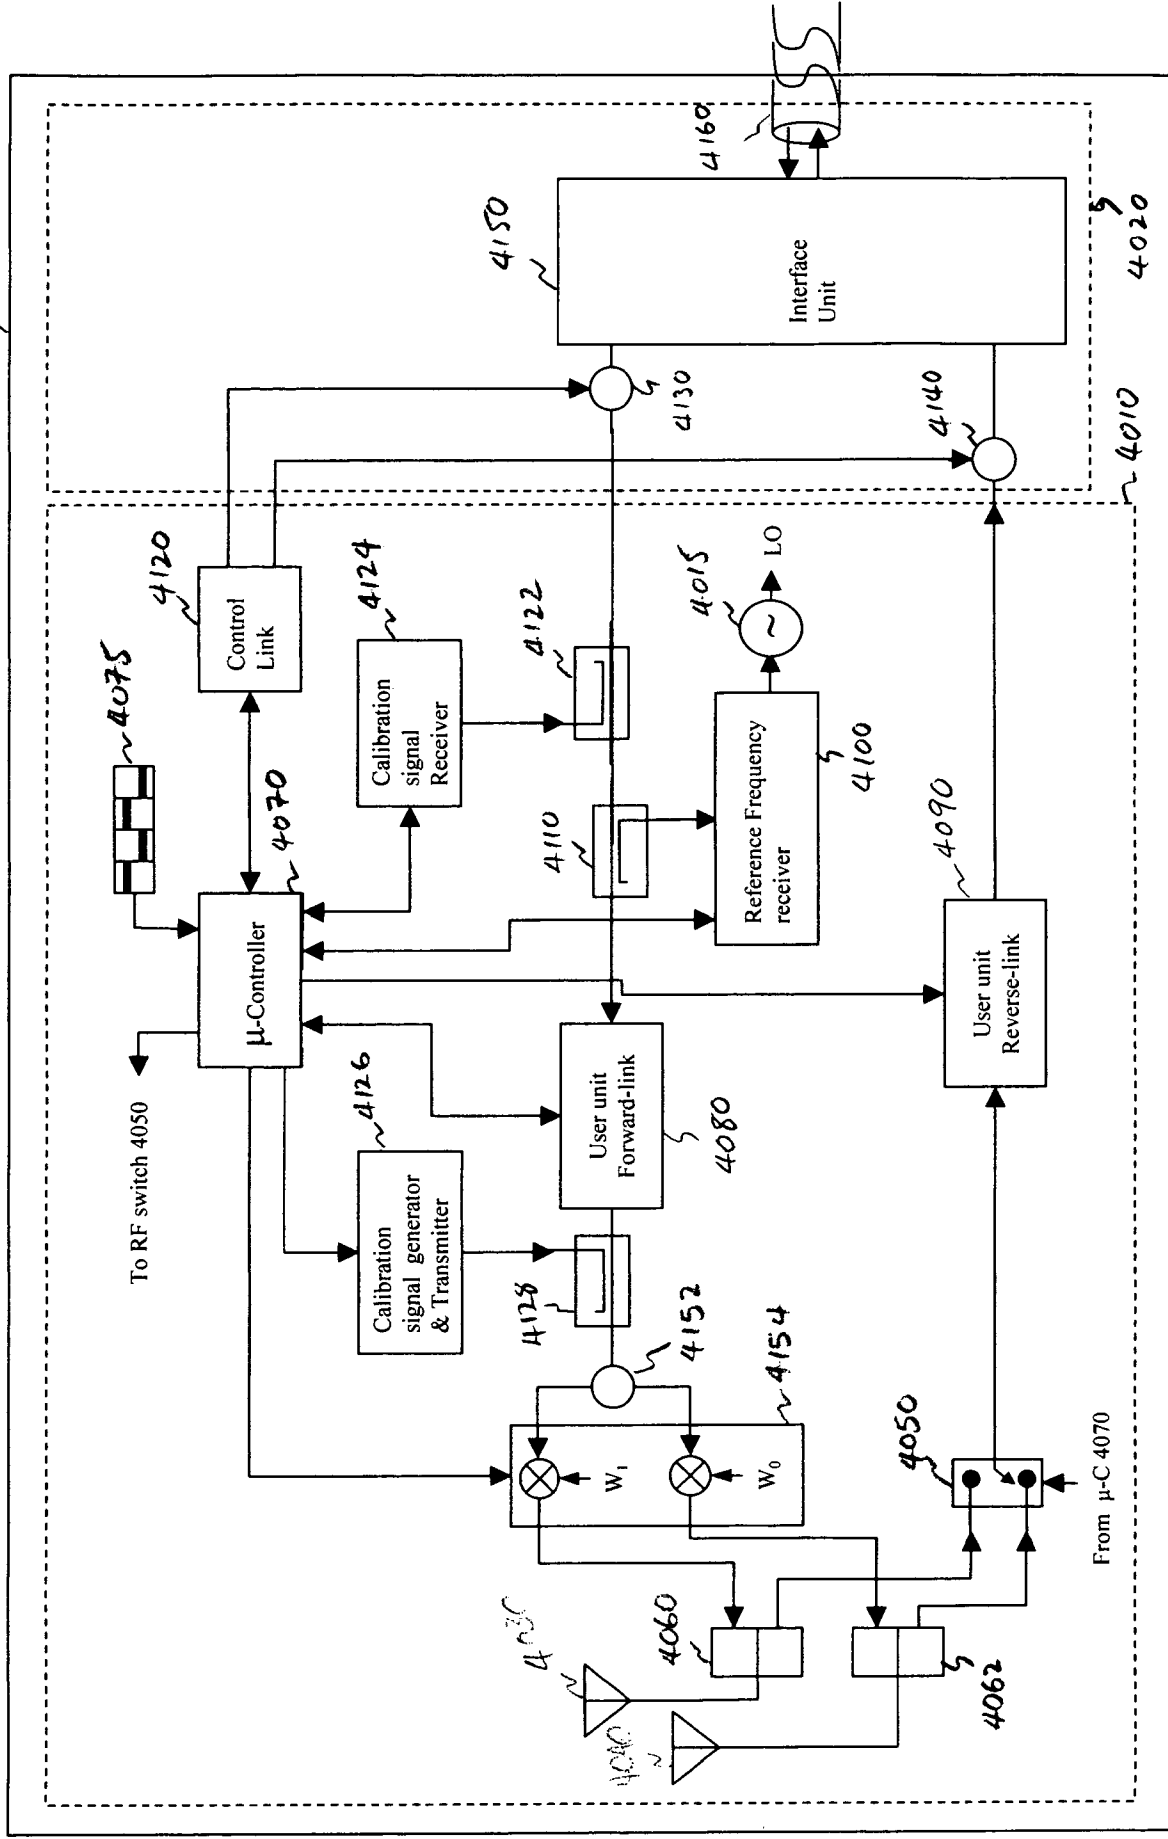 4075
4120
Control
Link
To RF switch 4050
μ-Controller
4070
4126
4124
Calibration
signal generator
& Transmitter
Calibration
signal
Receiver
4150
4160
4128
4110
4122
4130
Interface
Unit
4152
User unit
Forward-link
4080
Reference Frequency
receiver
4100
4015
LO
W1
W0
4154
4030
4040
4060
4062
4050
From μ-C 4070
4090
User unit
Reverse-link
4140
4010
4020